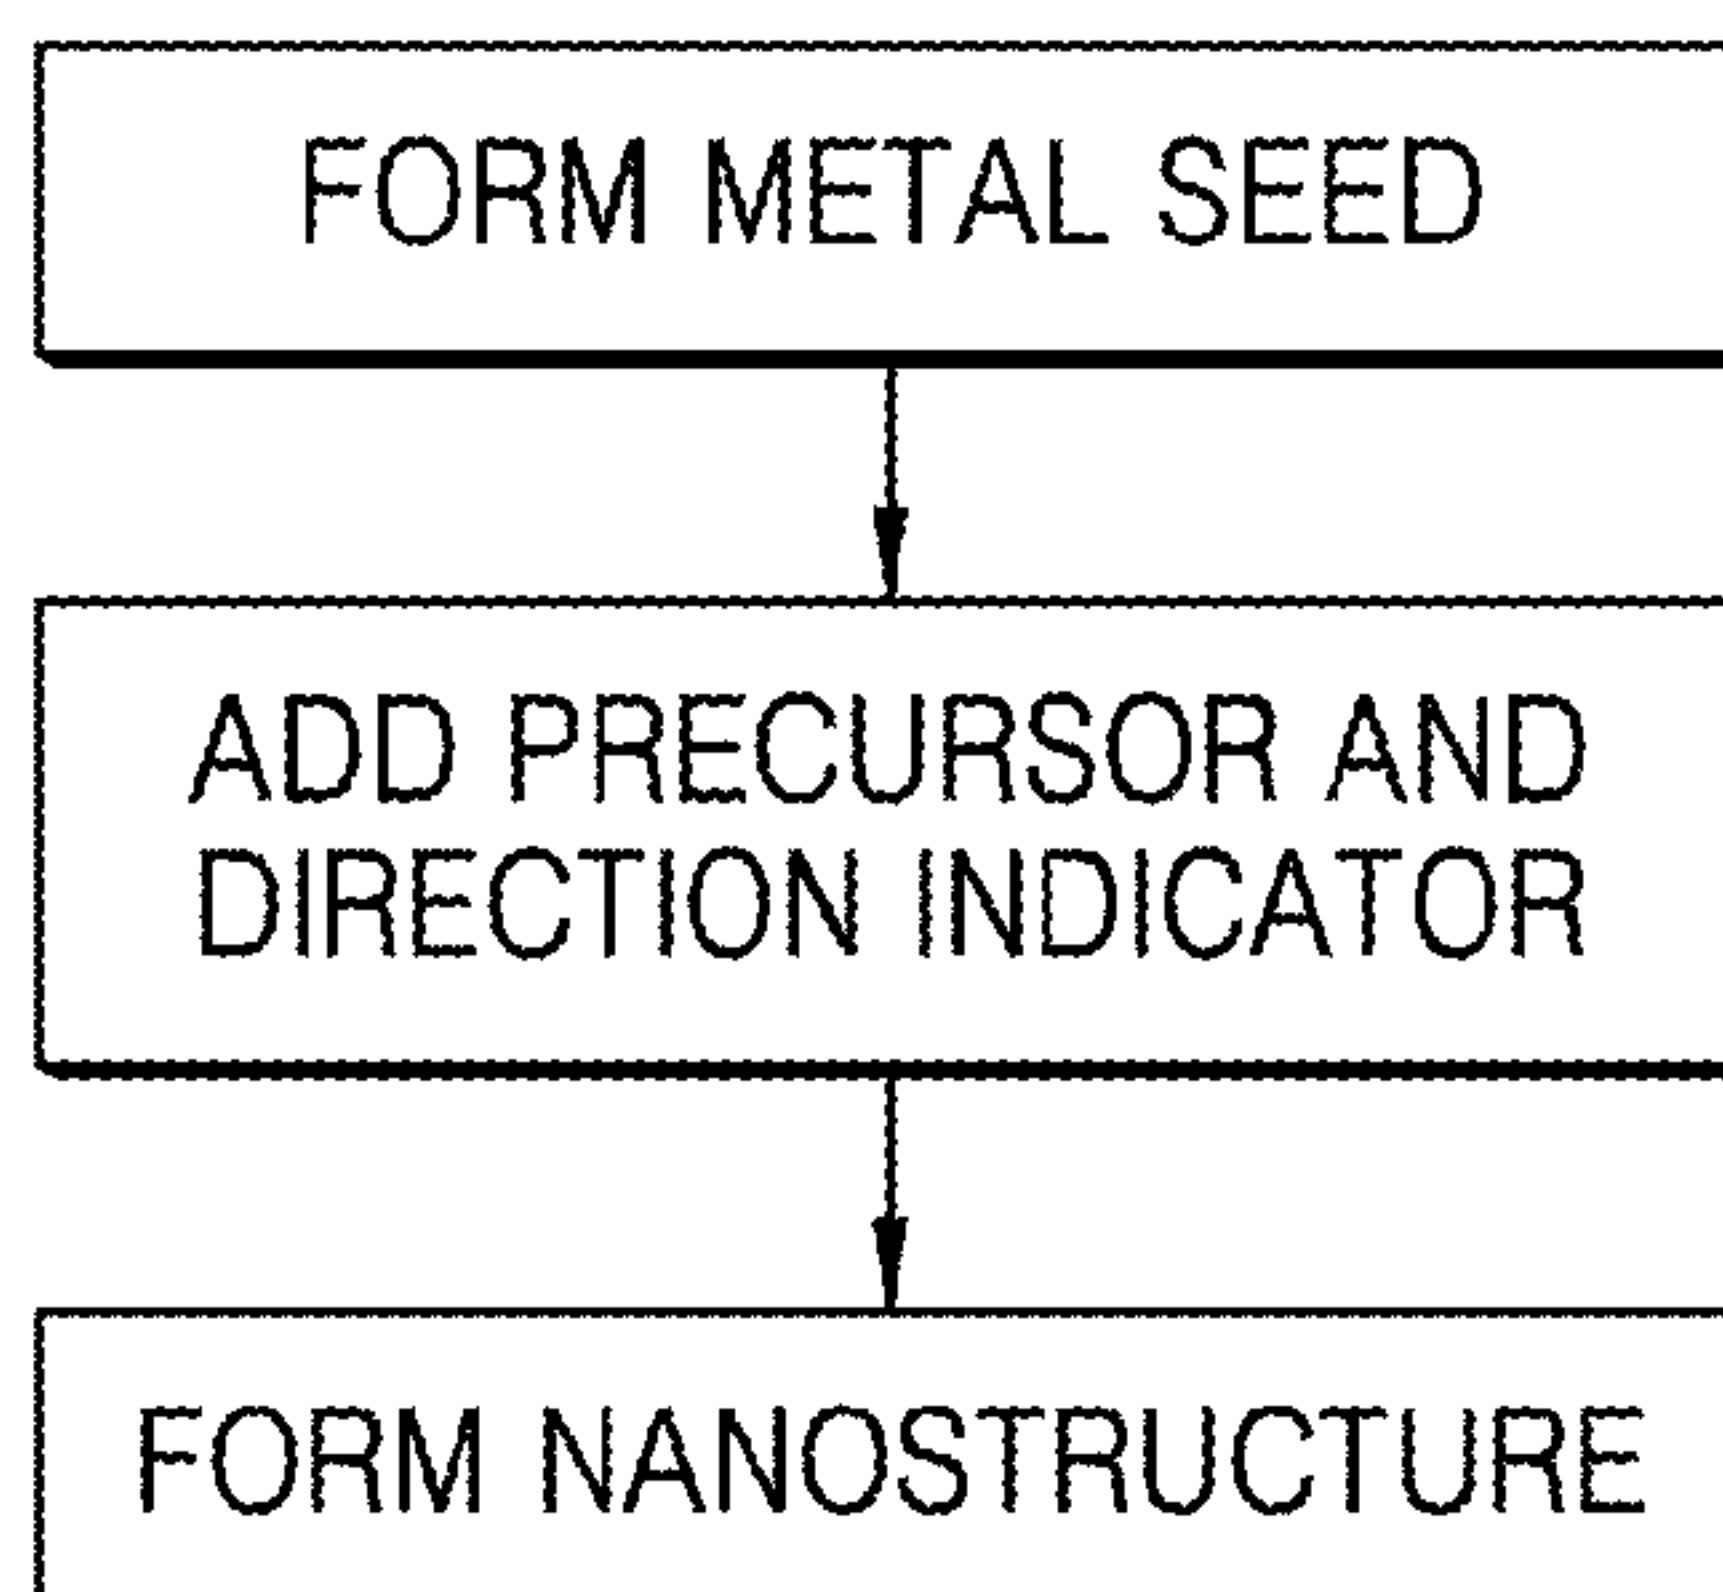 FORM METAL SEED
ADD PRECURSOR AND
DIRECTION INDICATOR
FORM NANOSTRUCTURE